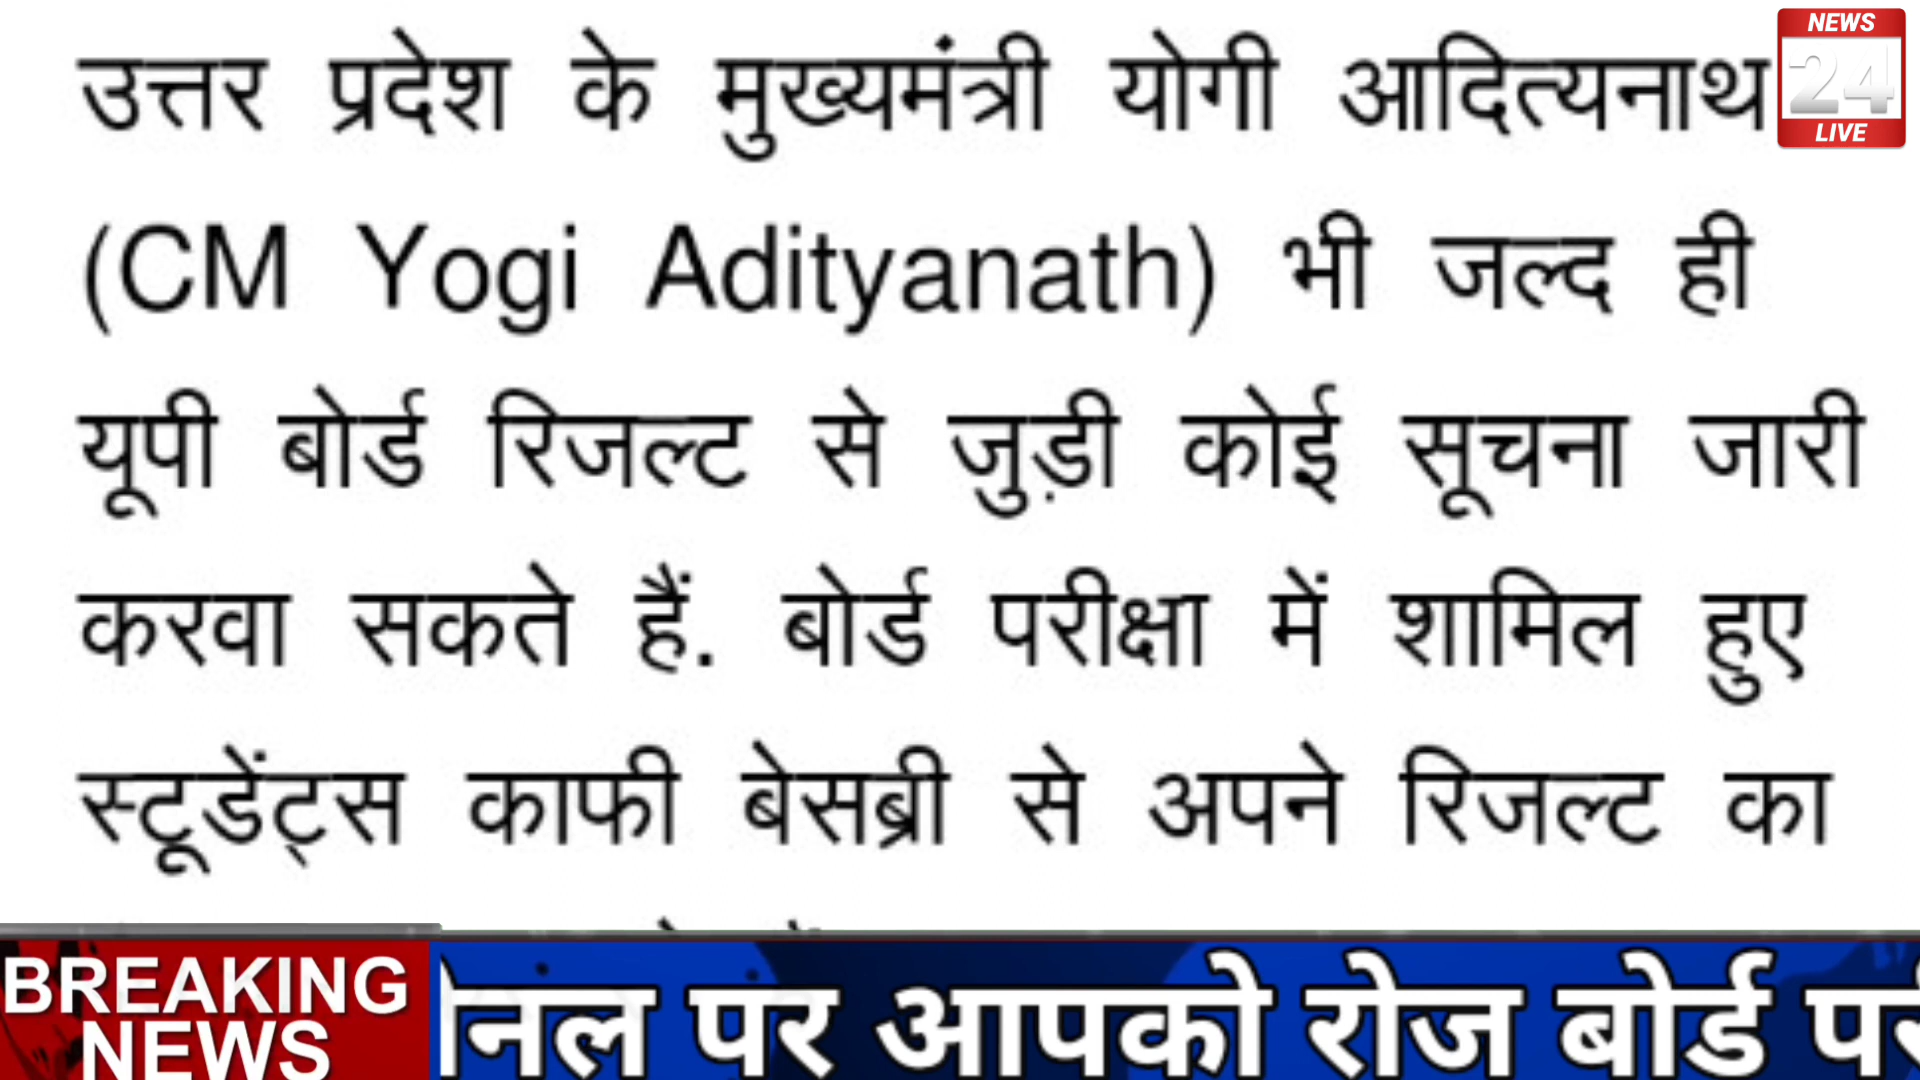 उत्तर प्रदेश के मुख्यमंत्री योगी आदित्यनाथ
NEWS
24
LIVE
(CM Yogi Adityanath) भी जल्द ही
यूपी बोर्ड रिजल्ट से जुड़ी कोई सूचना जारी
करवा सकते हैं. बोर्ड परीक्षा में शामिल हुए
स्टूडेंट्स काफी बेसब्री से अपने रिजल्ट का
BREAKING
NEWS
पर आपको रोज बोर्ड